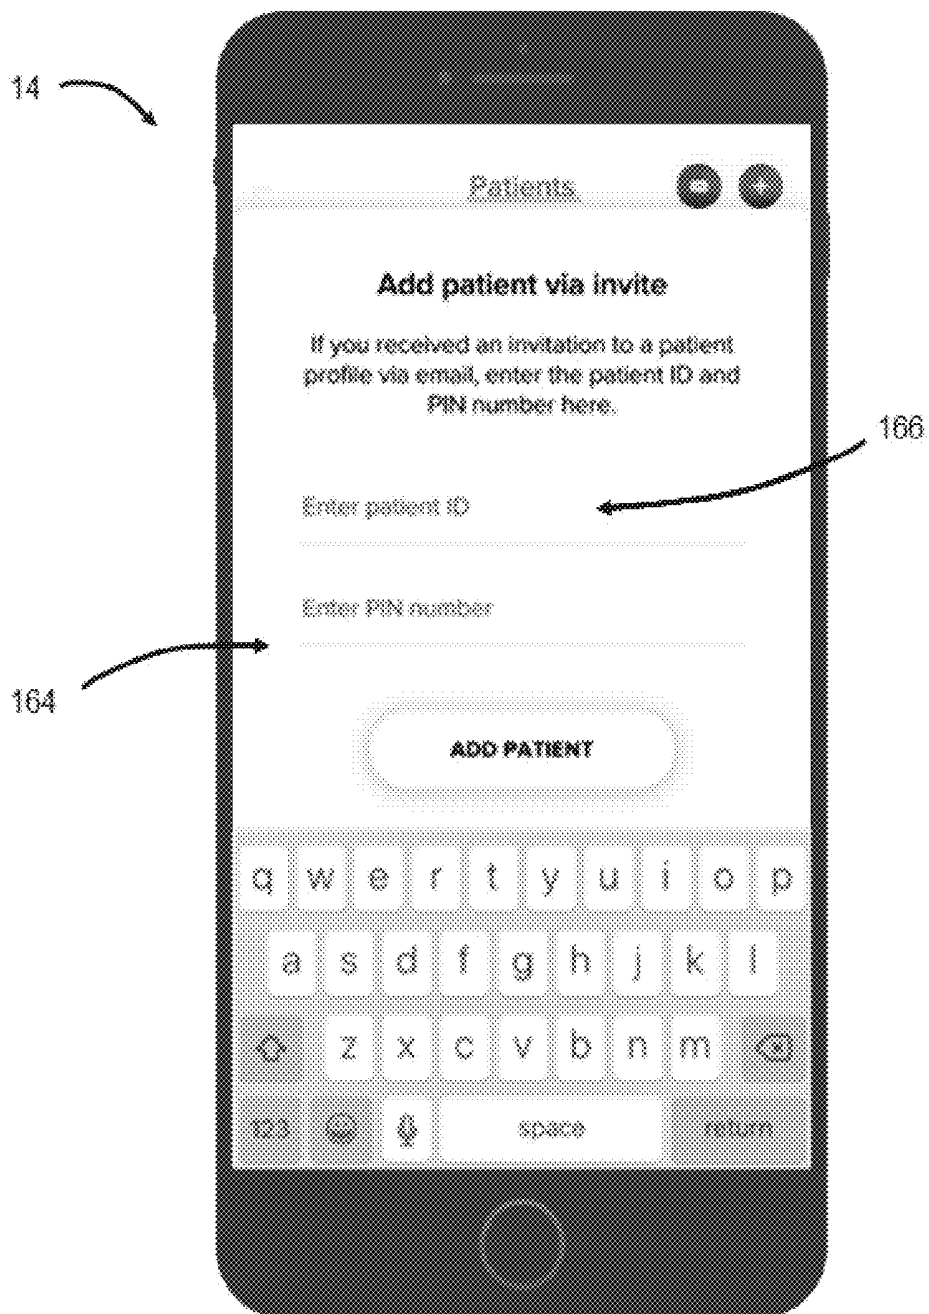 14
Patients
Add patient via invite
If you received an invitation to a patient
profile via email, enter the patient ID and
PIN number here.
166
Enter patient ID
Enter PIN number
164
ADD PATIENT
q w e r t y u i o p
a s d f g h j k l
z x c v b n m
123 space return